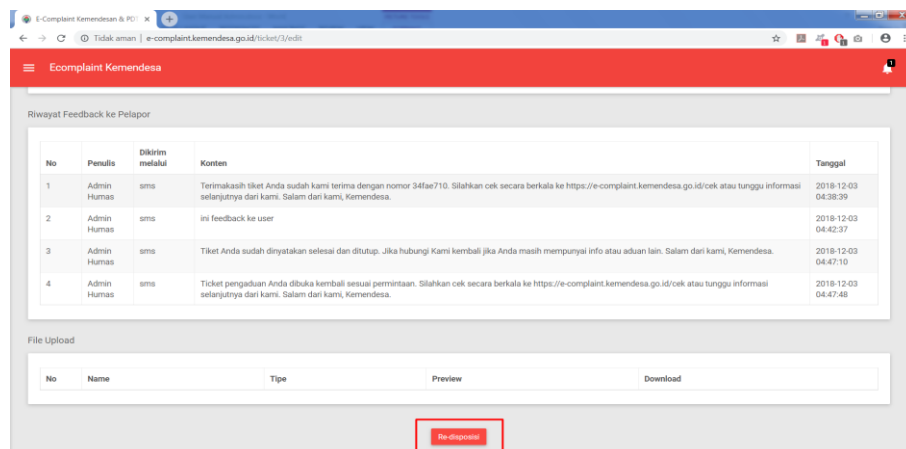 E-Complaint Kemendesan & PDT
Tidak aman | e-complaint.kemendesa.go.id/ticket/3/edit
Ecomplaint Kemendesa
1
Riwayat Feedback ke Pelapor
No Penulis Dikirim melalui Konten Tanggal
1 Admin Humas sms Terimakasih tiket Anda sudah kami terima dengan nomor 34fae710. Silahkan cek secara berkala ke https://e-complaint.kemendesa.go.id/cek atau tunggu informasi
selanjutnya dari kami. Salam dari kami, Kemendesa. 2018-12-03 04:38:39
2 Admin Humas sms ini feedback ke user 2018-12-03 04:42:37
3 Admin Humas sms Tiket Anda sudah dinyatakan selesai dan ditutup. Jika hubungi Kami kembali jika Anda masih mempunyai info atau aduan lain. Salam dari kami, Kemendesa. 2018-12-03 04:47:10
4 Admin Humas sms Ticket pengaduan Anda dibuka kembali sesuai permintaan. Silahkan cek secara berkala ke https://e-complaint.kemendesa.go.id/cek atau tunggu informasi
selanjutnya dari kami. Salam dari kami, Kemendesa. 2018-12-03 04:47:48
File Upload
No Name Tipe Preview Download
Re-disposisi